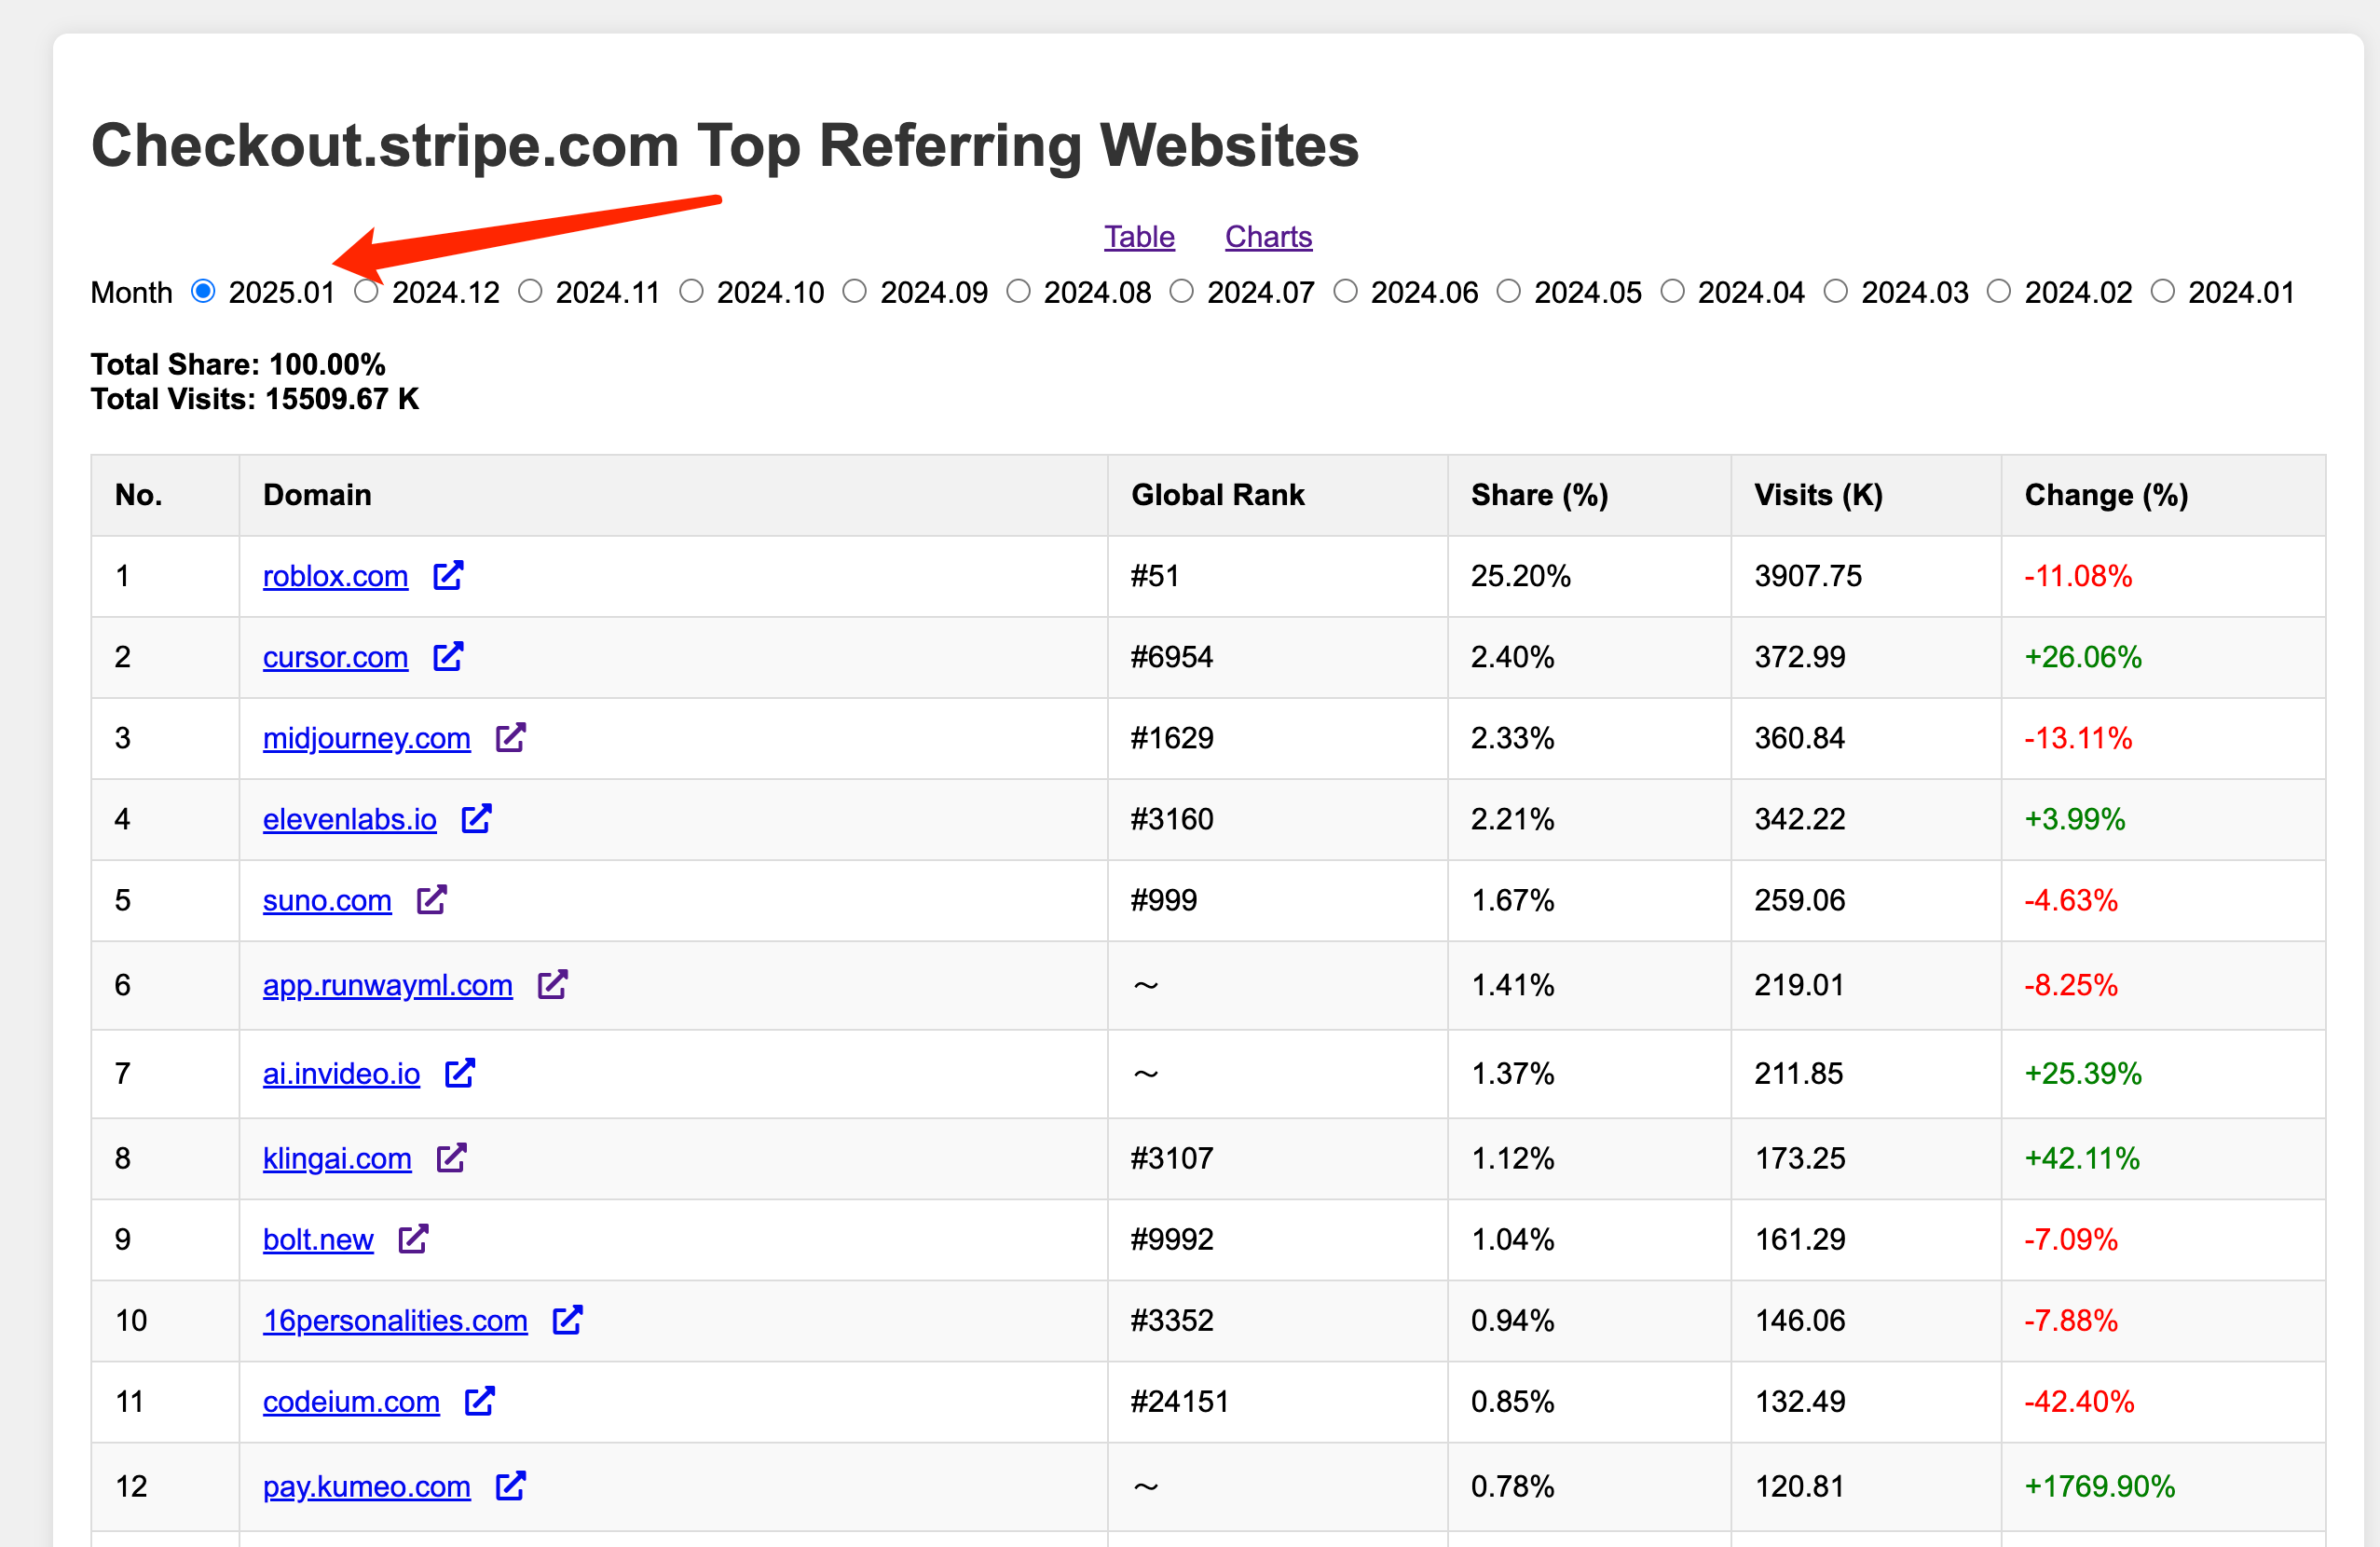 Checkout.stripe.com Top Referring Websites
Table Charts
Month 2025.01 2024.12 2024.11 2024.10 2024.09 2024.08 2024.07 2024.06 2024.05 2024.04 2024.03 2024.02 2024.01
Total Share: 100.00%
Total Visits: 15509.67 K
No. Domain Global Rank Share (%) Visits (K) Change (%)
1 roblox.com #51 25.20% 3907.75 -11.08%
2 cursor.com #6954 2.40% 372.99 +26.06%
3 midjourney.com #1629 2.33% 360.84 -13.11%
4 elevenlabs.io #3160 2.21% 342.22 +3.99%
5 suno.com #999 1.67% 259.06 -4.63%
6 app.runwayml.com ～ 1.41% 219.01 -8.25%
7 ai.invideo.io ～ 1.37% 211.85 +25.39%
8 klingai.com #3107 1.12% 173.25 +42.11%
9 bolt.new #9992 1.04% 161.29 -7.09%
10 16personalities.com #3352 0.94% 146.06 -7.88%
11 codeium.com #24151 0.85% 132.49 -42.40%
12 pay.kumeo.com ～ 0.78% 120.81 +1769.90%